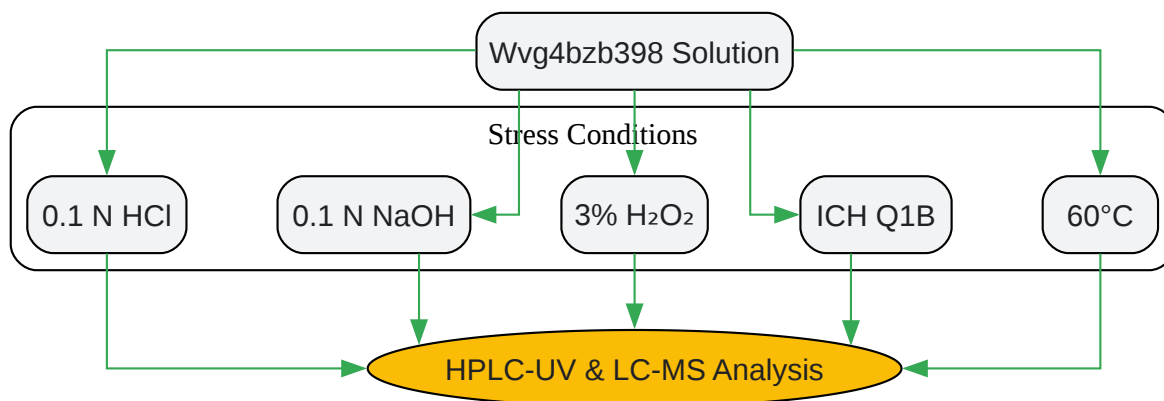 Wvg4bzb398 Solution
Stress Conditions
0.1 N HCl
0.1 N NaOH
3% H₂O₂
ICH Q1B
60°C
HPLC-UV & LC-MS Analysis